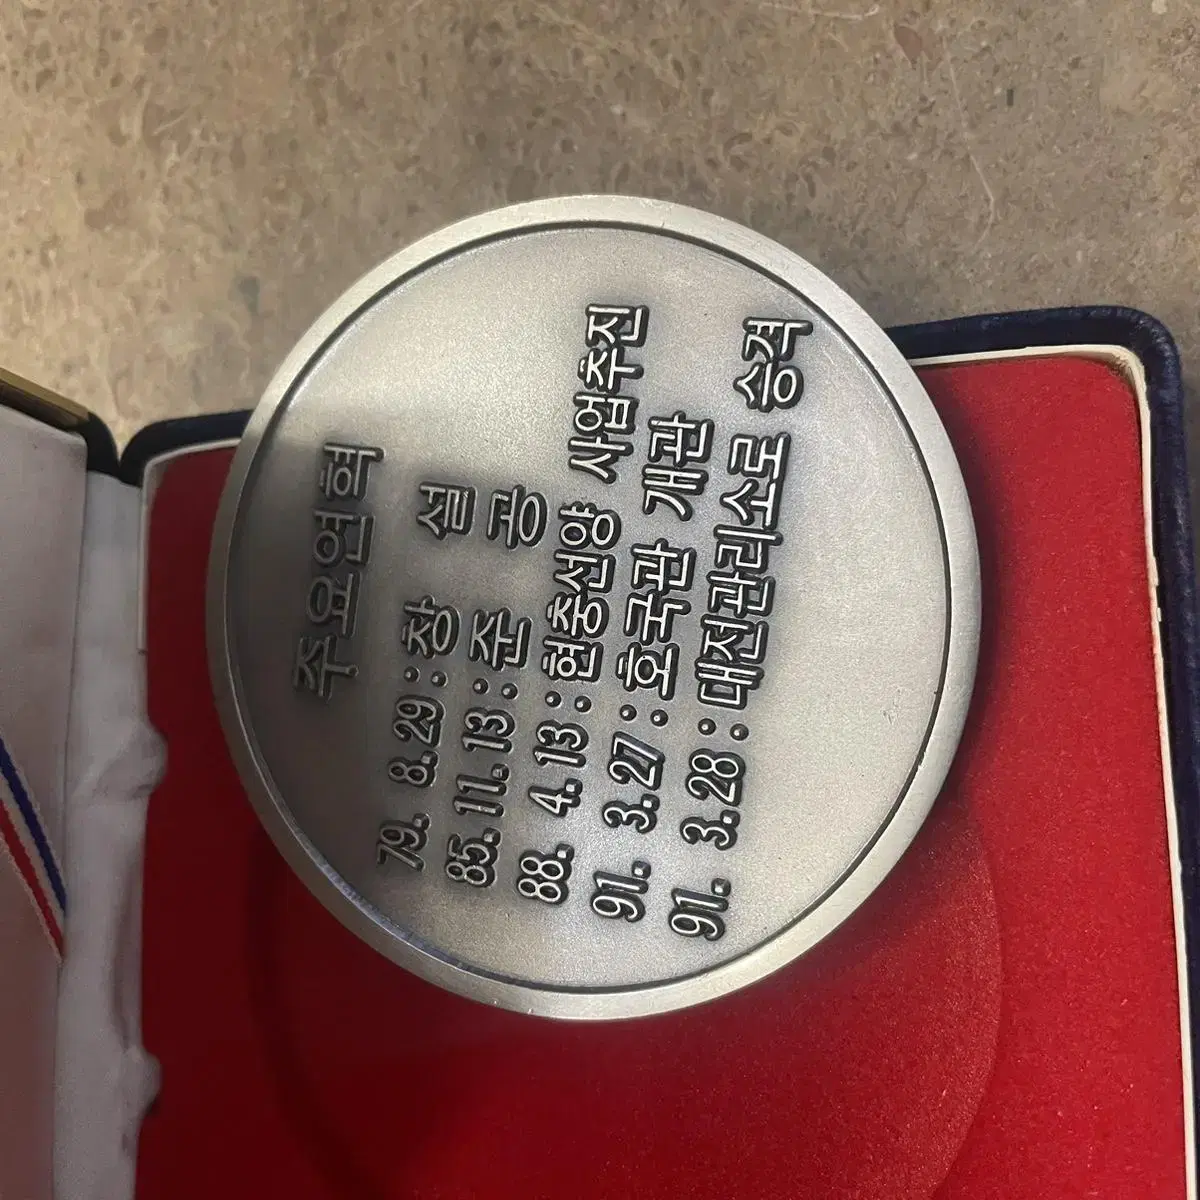 주요연혁
79. 8.29 : 창 설
85.11.13 : 준 공
88. 4.13 : 현충선양 사업추진
91. 3.27 : 호국관 개관
91. 3.28 : 대전관리소로 승격